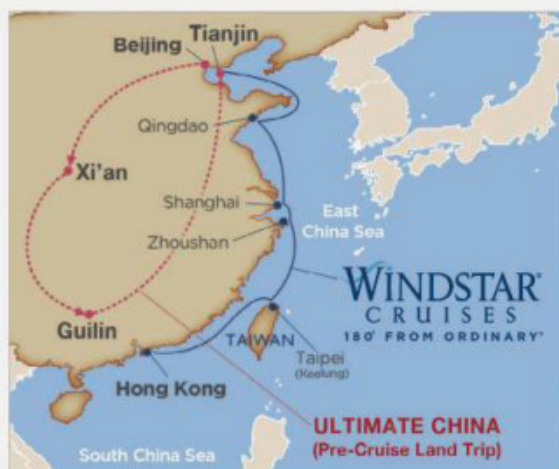 Beijing
Tianjin
Qingdao
Xi'an
Shanghai
Zhoushan
East
China Sea
WINDSTAR®
CRUISES
180° FROM ORDINARY®
Guilin
TAIWAN
Taipei
(Keelung)
Hong Kong
ULTIMATE CHINA
(Pre-Cruise Land Trip)
South China Sea